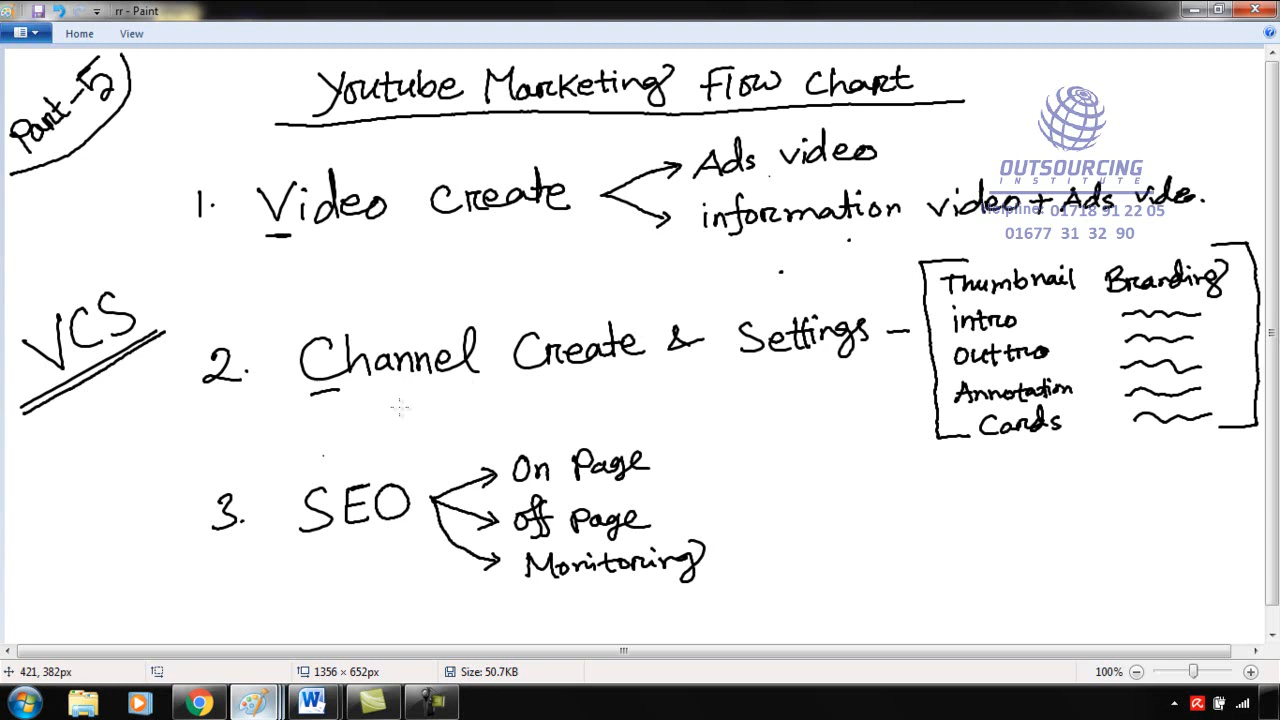 rr - Paint
Home
View
Part-5
Youtube Marketing Flow Chart
OUTSOURCING
INSTITUTE
Helpline: 01718 91 22 05
01677 31 32 90
1. Video Create
Ads video
information video + Ads vdeo.
VCS
2. Channel Create & Settings -
Thumbnail Branding
intro
Outtro
Annotation
Cards
3. SEO
On Page
Off Page
Monitoring
421, 382px
1356 × 652px
Size: 50.7KB
100%